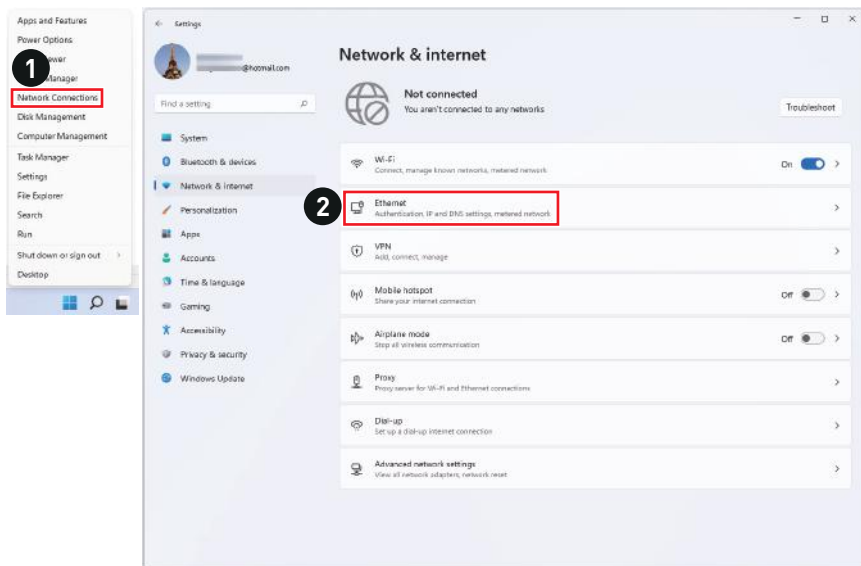 Apps and Features
Power Options
ewer
1
Manager
Network Connections
Disk Management
Computer Management
Task Manager
Settings
File Explorer
Search
Run
Shut down or sign out
Desktop
Settings
@hotmail.com
Find a setting
System
Bluetooth & devices
Network & internet
Personalization
Apps
Accounts
Time & language
Gaming
Accessibility
Privacy & security
Windows Update
Network & internet
Not connected
You aren't connected to any networks
Troubleshoot
Wi-Fi
Connect, manage known networks, metered network
On
2
Ethernet
Authentication, IP and DNS settings, metered network
VPN
Add, connect, manage
Mobile hotspot
Share your internet connection
Off
Airplane mode
Stop all wireless communication
Off
Proxy
Proxy server for Wi-Fi and Ethernet connections
Dial-up
Set up a dial-up internet connection
Advanced network settings
View all network adapters, network reset